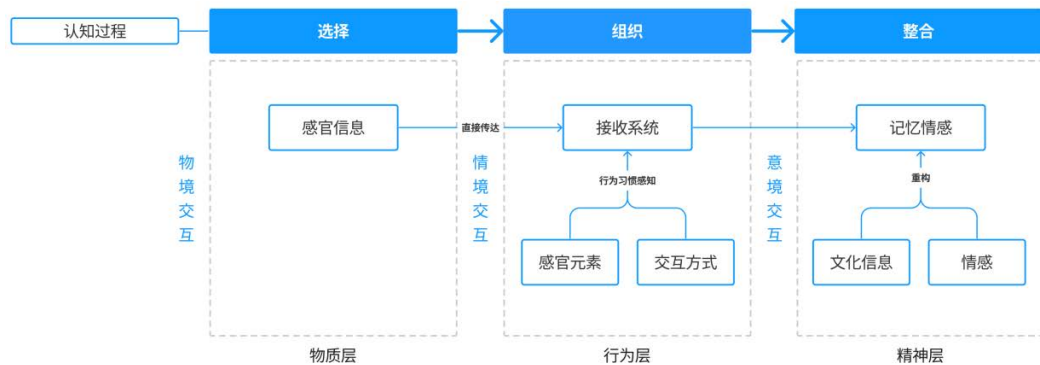 认知过程
选择
组织
整合
感官信息
直接传达
接收系统
记忆情感
物境交互
情境交互
意境交互
行为习惯感知
重构
感官元素
交互方式
文化信息
情感
物质层
行为层
精神层